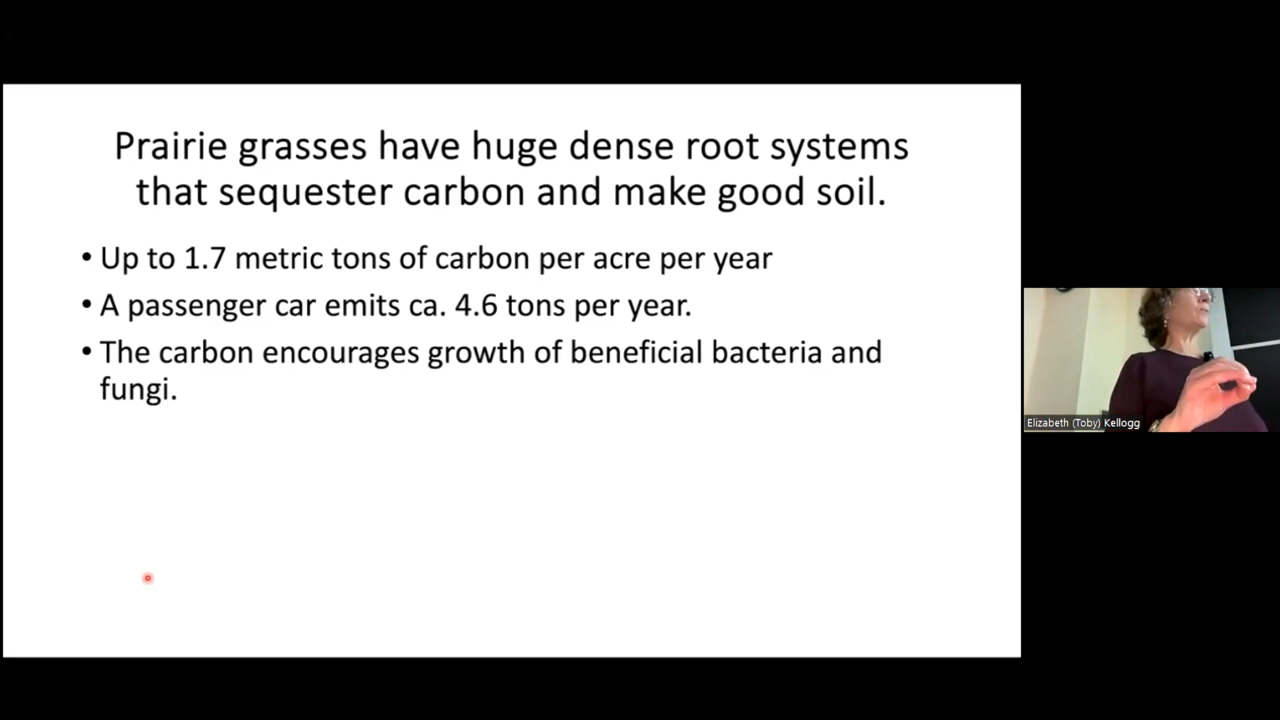 Prairie grasses have huge dense root systems
that sequester carbon and make good soil.
• Up to 1.7 metric tons of carbon per acre per year
• A passenger car emits ca. 4.6 tons per year.
• The carbon encourages growth of beneficial bacteria and
fungi.
Elizabeth (Toby) Kellogg